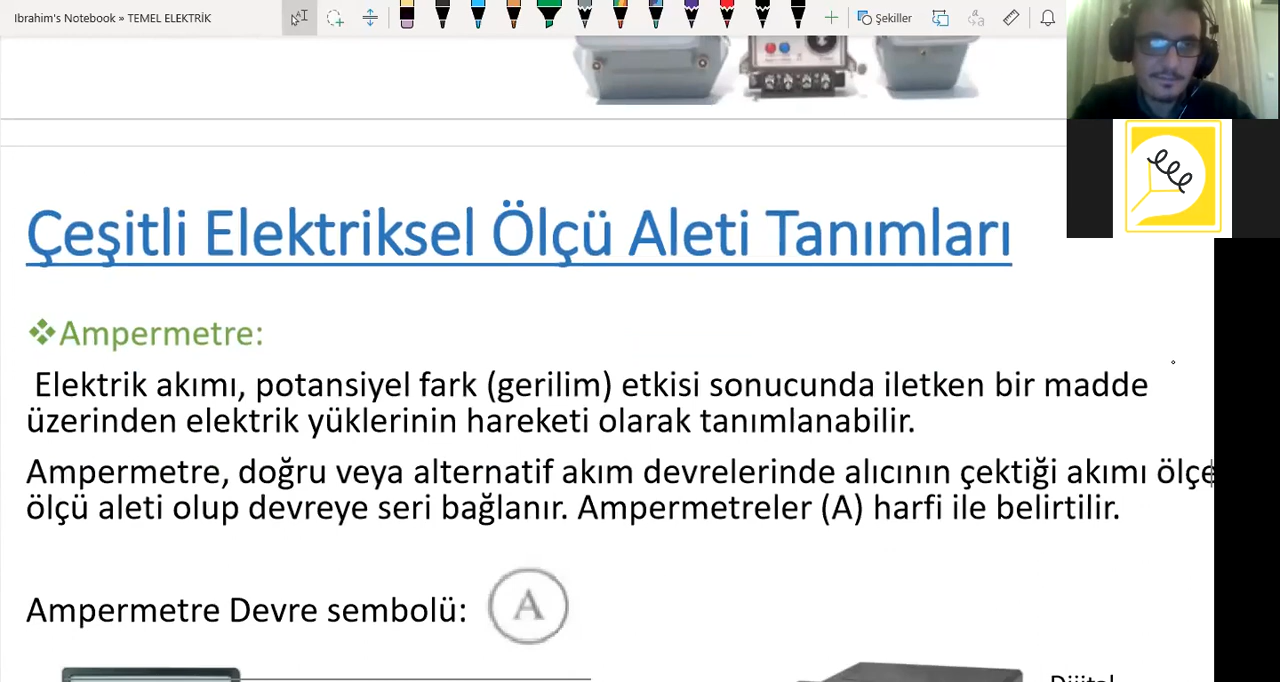 Ibrahim's Notebook » TEMEL ELEKTRİK
Şekiller
Çeşitli Elektriksel Ölçü Aleti Tanımları
❖Ampermetre:
Elektrik akımı, potansiyel fark (gerilim) etkisi sonucunda iletken bir madde
üzerinden elektrik yüklerinin hareketi olarak tanımlanabilir.
Ampermetre, doğru veya alternatif akım devrelerinde alıcının çektiği akımı ölçe
ölçü aleti olup devreye seri bağlanır. Ampermetreler (A) harfi ile belirtilir.
Ampermetre Devre sembolü: A